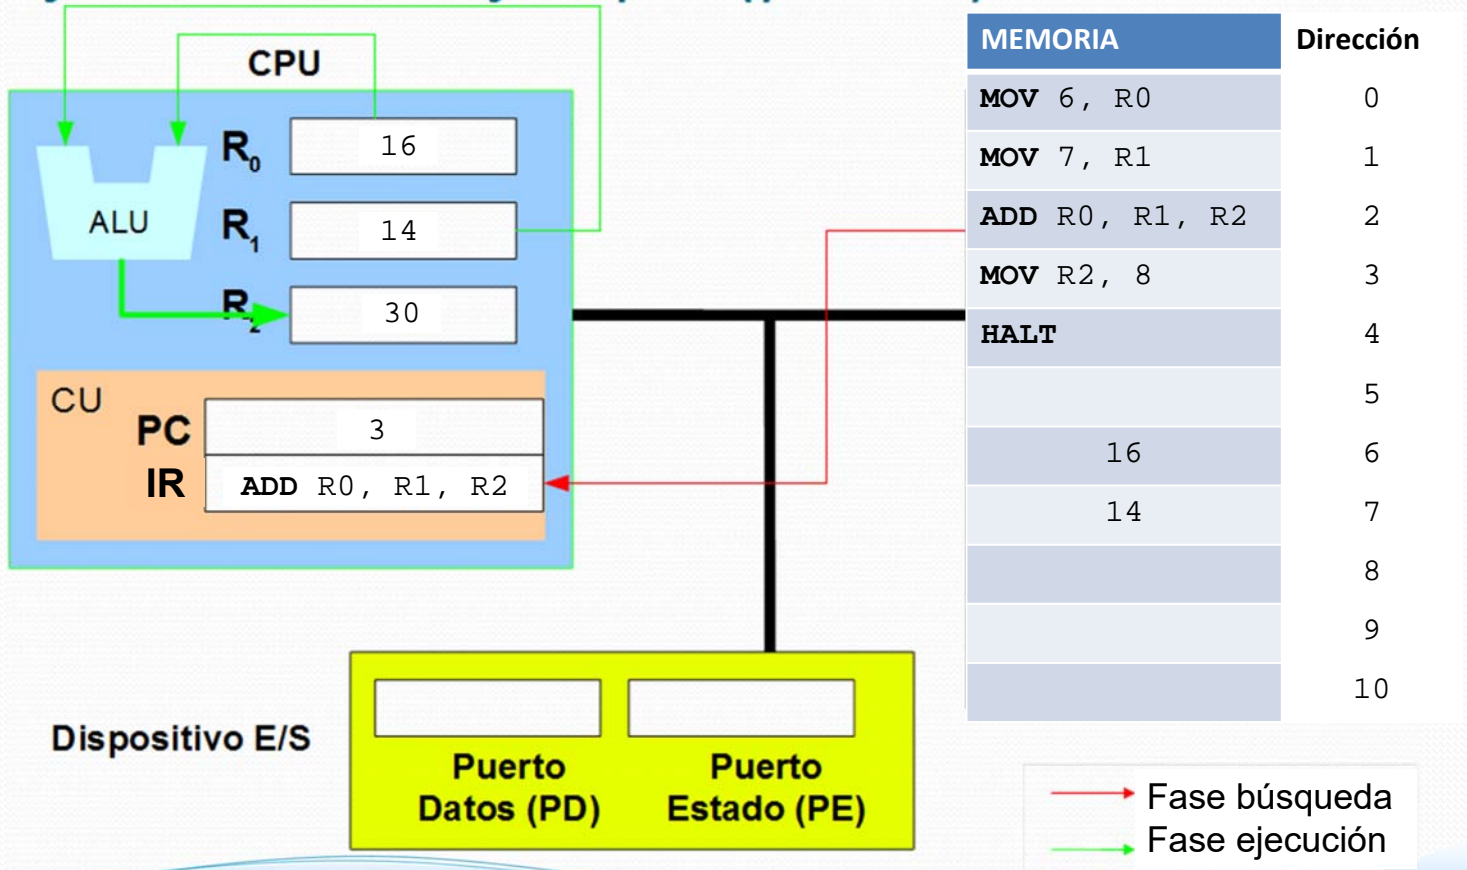 CPU
R0
16
ALU
R1
14
R2
30
CU
PC
3
IR
ADD R0, R1, R2
MEMORIA Dirección
MOV 6, R0 0
MOV 7, R1 1
ADD R0, R1, R2 2
MOV R2, 8 3
HALT 4
5
16 6
14 7
8
9
10
Dispositivo E/S
Puerto
Datos (PD)
Puerto
Estado (PE)
Fase búsqueda
Fase ejecución